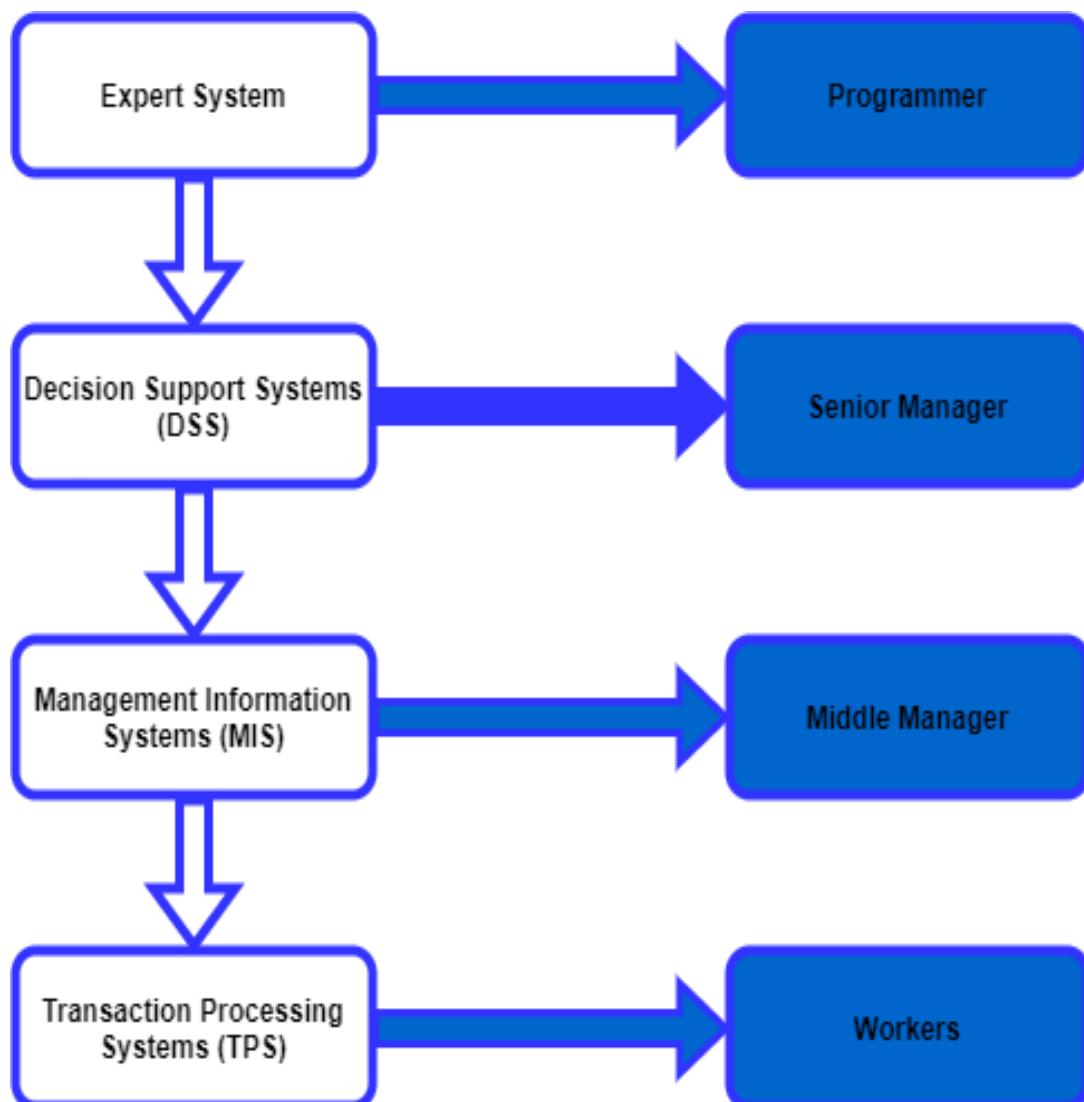 Expert System
Programmer
Decision Support Systems
(DSS)
Senior Manager
Management Information
Systems (MIS)
Middle Manager
Transaction Processing
Systems (TPS)
Workers